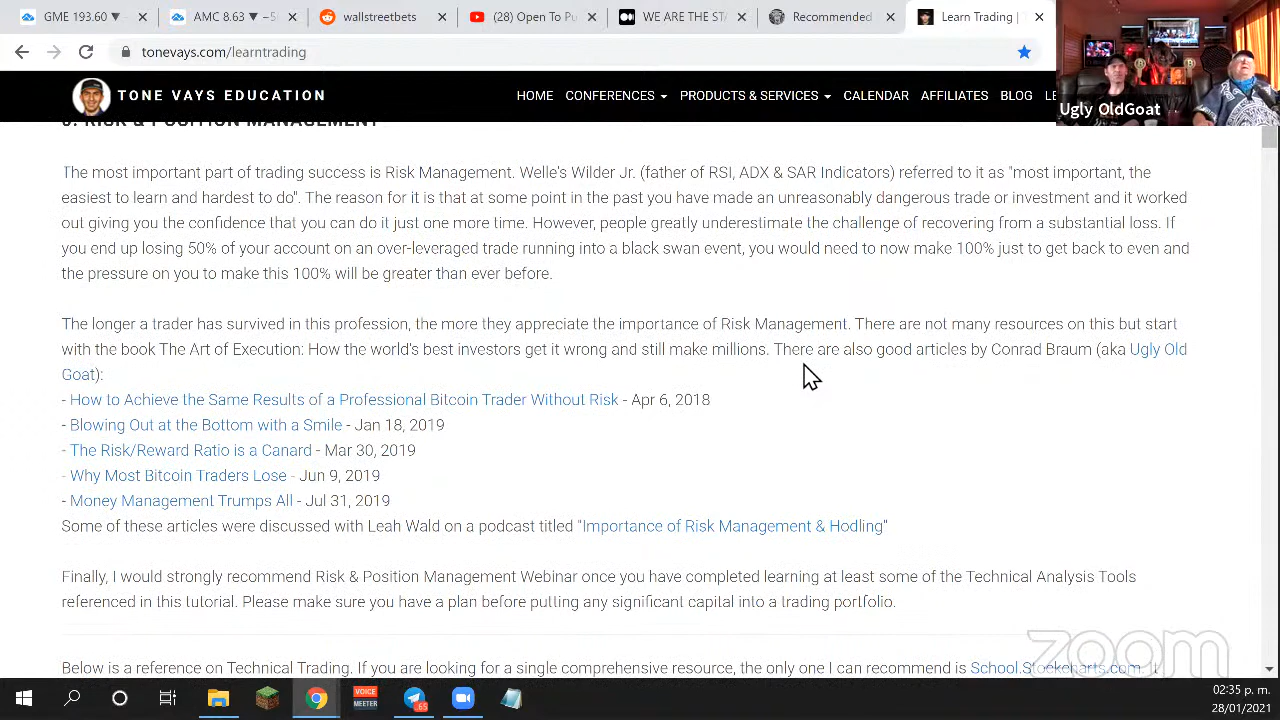 GME 193.60 ▼
AMC
wallstreetbets
(28) Open To Pu
WE ARE THE S
Recommended
Learn Trading |
tonevays.com/learntrading
TONE VAYS EDUCATION
HOME
CONFERENCES
PRODUCTS & SERVICES
CALENDAR
AFFILIATES
BLOG
LE
Ugly OldGoat
RISK & POSITION MANAGEMENT
The most important part of trading success is Risk Management. Welle's Wilder Jr. (father of RSI, ADX & SAR Indicators) referred to it as "most important, the
easiest to learn and hardest to do". The reason for it is that at some point in the past you have made an unreasonably dangerous trade or investment and it worked
out giving you the confidence that you can do it just one more time. However, people greatly underestimate the challenge of recovering from a substantial loss. If
you end up losing 50% of your account on an over-leveraged trade running into a black swan event, you would need to now make 100% just to get back to even and
the pressure on you to make this 100% will be greater than ever before.
The longer a trader has survived in this profession, the more they appreciate the importance of Risk Management. There are not many resources on this but start
with the book The Art of Execution: How the world's best investors get it wrong and still make millions. There are also good articles by Conrad Braum (aka Ugly Old
Goat):
- How to Achieve the Same Results of a Professional Bitcoin Trader Without Risk - Apr 6, 2018
- Blowing Out at the Bottom with a Smile - Jan 18, 2019
- The Risk/Reward Ratio is a Canard - Mar 30, 2019
- Why Most Bitcoin Traders Lose - Jun 9, 2019
- Money Management Trumps All - Jul 31, 2019
Some of these articles were discussed with Leah Wald on a podcast titled "Importance of Risk Management & Hodling"
Finally, I would strongly recommend Risk & Position Management Webinar once you have completed learning at least some of the Technical Analysis Tools
referenced in this tutorial. Please make sure you have a plan before putting any significant capital into a trading portfolio.
Below is a reference on Technical Trading. If you are looking for a single comprehensive resource, the only one I can recommend is School.Stockcharts.com. It
zoom
VOICE
MEETER
65
02:35 p. m.
28/01/2021